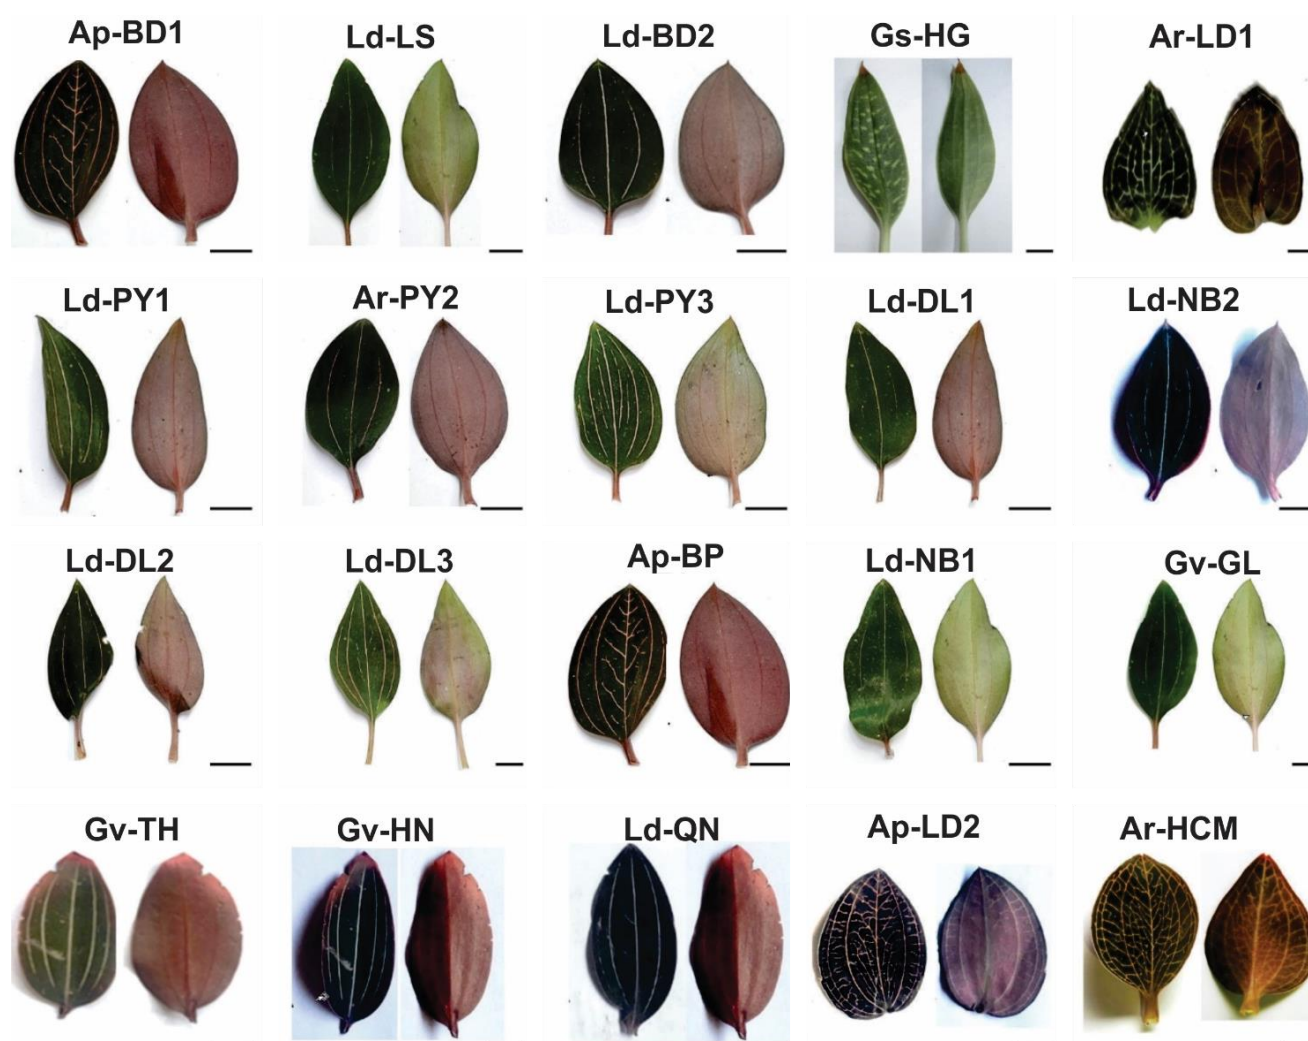 Ap-BD1
Ld-LS
Ld-BD2
Gs-HG
Ar-LD1
Ld-PY1
Ar-PY2
Ld-PY3
Ld-DL1
Ld-NB2
Ld-DL2
Ld-DL3
Ap-BP
Ld-NB1
Gv-GL
Gv-TH
Gv-HN
Ld-QN
Ap-LD2
Ar-HCM